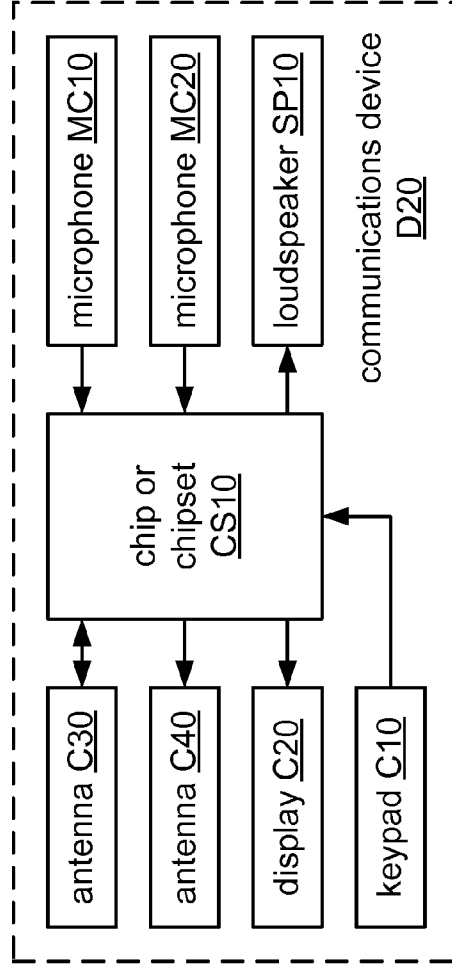 antenna C30
antenna C40
display C20
keypad C10
chip or
chipset
CS10
microphone MC10
microphone MC20
loudspeaker SP10
communications device
D20